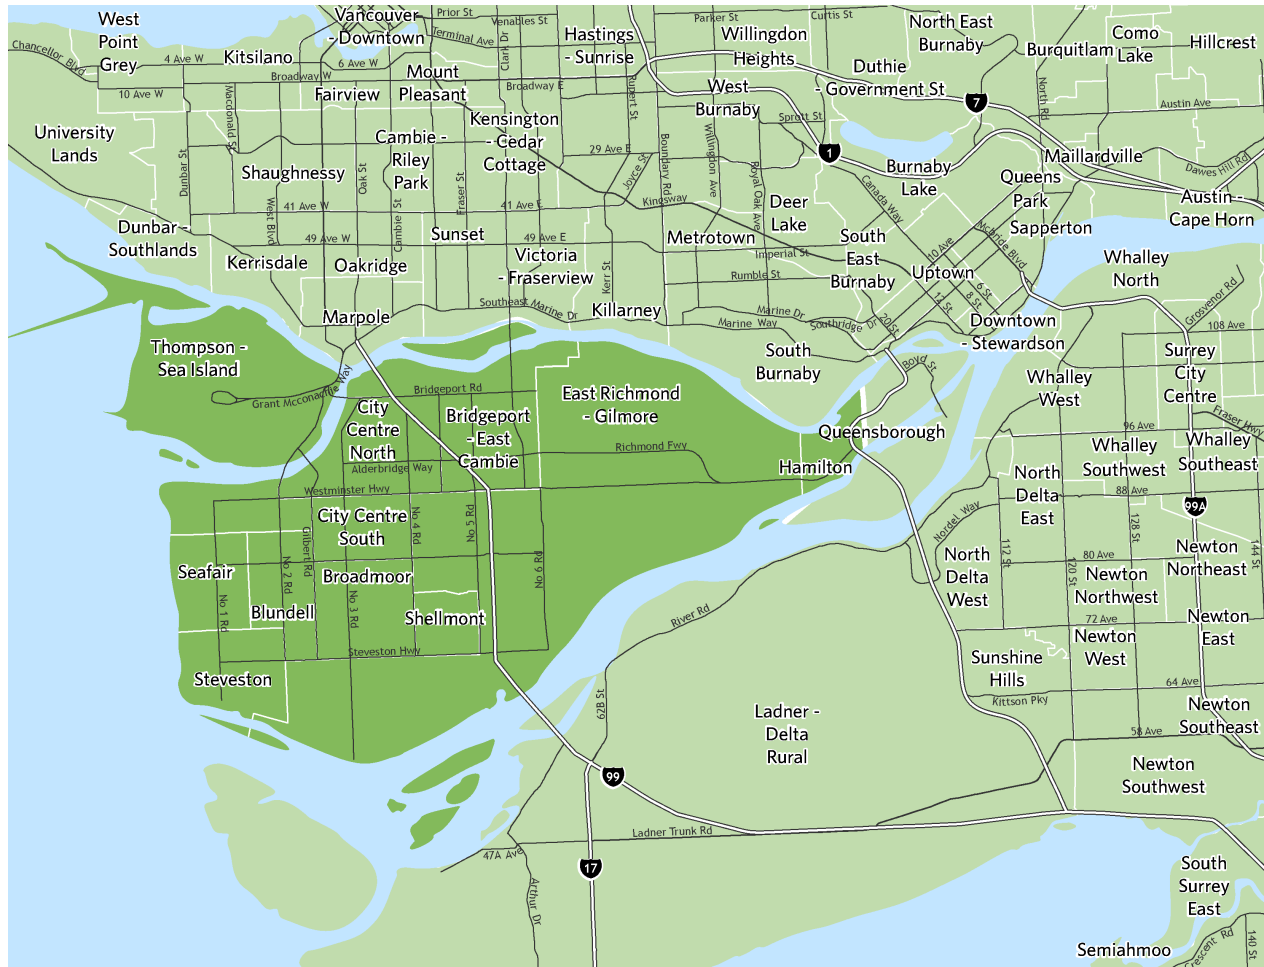 West
Point
Grey
Vancouver
- Downtown
Prior St
Venables St
Parker St
Curtis St
Terminal Ave
Clark Dr
Hastings
- Sunrise
Willingdon
Heights
North East
Burnaby
Burquitlam
Como
Lake
Hillcrest
Chancellor Blvd
4 Ave W
Kitsilano
6 Ave W
Broadway W
10 Ave W
Fairview
Mount
Pleasant
Broadway E
Rupert St
West
Burnaby
Duthie
- Government St
7
North Rd
Austin Ave
University
Lands
Macdonald St
Dunbar St
Shaughnessy
Oak St
Cambie -
Riley
Park
Fraser St
Kensington
- Cedar
Cottage
29 Ave E
Joyce St
Boundary Rd
Willingdon Ave
Royal Oak Ave
Sprott St
1
Burnaby
Lake
Canada Way
Maillardville
Queens
Park
Dawes Hill Rd
Austin -
Cape Horn
Sapperton
41 Ave W
41 Ave E
Kingsway
Deer
Lake
Dunbar -
Southlands
West Blvd
49 Ave W
Cambie St
Sunset
49 Ave E
Metrotown
Imperial St
South
East
Burnaby
10 Ave
McBride Blvd
Whalley
North
Kerrisdale
Oakridge
Victoria
- Fraserview
Kerr St
Rumble St
Uptown
6 St
8 St
12 St
Grosvenor Rd
Marpole
Southeast Marine Dr
Killarney
Marine Dr
Marine Way
Southridge Dr
20 St
Downtown
- Stewardson
108 Ave
Thompson -
Sea Island
South
Burnaby
Boyd St
Surrey
City
Centre
Whalley
West
Grant Mcconachie Way
Bridgeport Rd
City
Centre
North
Bridgeport
- East
Cambie
East Richmond
- Gilmore
Richmond Fwy
Queensborough
Hamilton
96 Ave
Fraser Hwy
Whalley
Southwest
Whalley
Southeast
Alderbridge Way
Westminster Hwy
North
Delta
East
88 Ave
99A
City Centre
South
No 4 Rd
No 5 Rd
Nordel Way
128 St
Gilbert Rd
Seafair
No 2 Rd
Broadmoor
No 6 Rd
North
Delta
West
112 St
120 St
80 Ave
Newton
Northwest
Newton
Northeast
144 St
No 1 Rd
Blundell
No 3 Rd
Shellmont
River Rd
72 Ave
Newton
West
Newton
East
Steveston Hwy
Steveston
Sunshine
Hills
Kittson Pky
64 Ave
62B St
Ladner -
Delta
Rural
Newton
Southeast
58 Ave
Newton
Southwest
99
Ladner Trunk Rd
47A Ave
17
Arthur Dr
South
Surrey
East
Semiahmoo
Crescent Rd
140 St